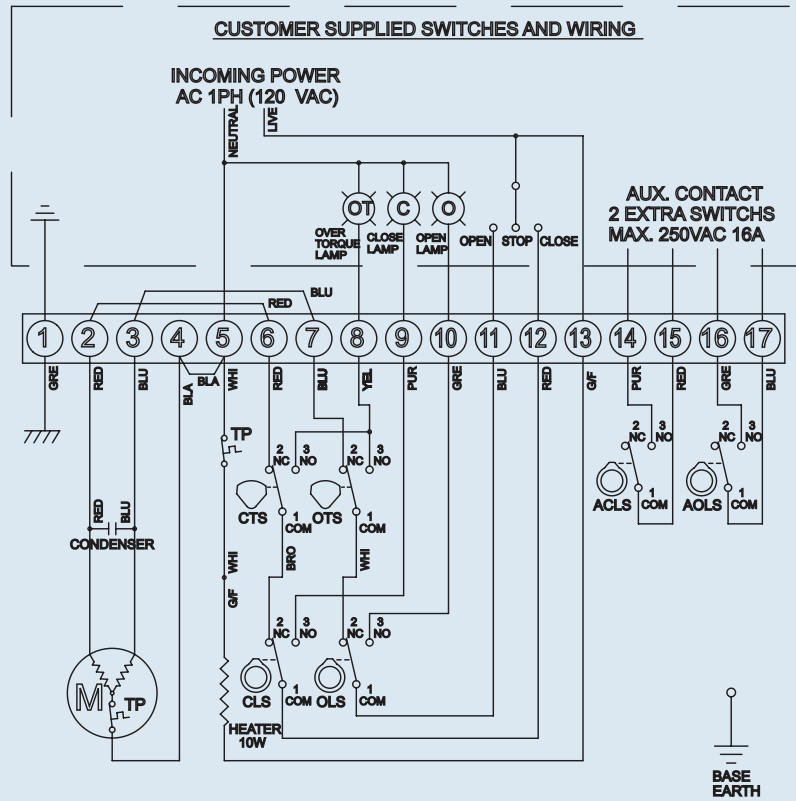 CUSTOMER SUPPLIED SWITCHES AND WIRING
INCOMING POWER
AC 1PH (120 VAC)
NEUTRAL
LIVE
OT
C
O
OVER
TORQUE
LAMP
CLOSE
LAMP
OPEN
LAMP
OPEN
STOP
CLOSE
AUX. CONTACT
2 EXTRA SWITCHS
MAX. 250VAC 16A
BLU
RED
1 2 3 4 5 6 7 8 9 10 11 12 13 14 15 16 17
GRE
RED
BLU
BLA
BLA
WHI
RED
BLU
YEL
PUR
GRE
BLU
RED
G/F
PUR
RED
GRE
BLU
TP
2
NC
3
NO
1
COM
CTS
2
NC
3
NO
1
COM
OTS
2
NC
3
NO
1
COM
ACLS
2
NC
3
NO
1
COM
AOLS
RED
BLU
CONDENSER
WHI
G/F
BRO
WHI
2
NC
3
NO
1
COM
CLS
2
NC
3
NO
1
COM
OLS
M
TP
HEATER
10W
BASE
EARTH